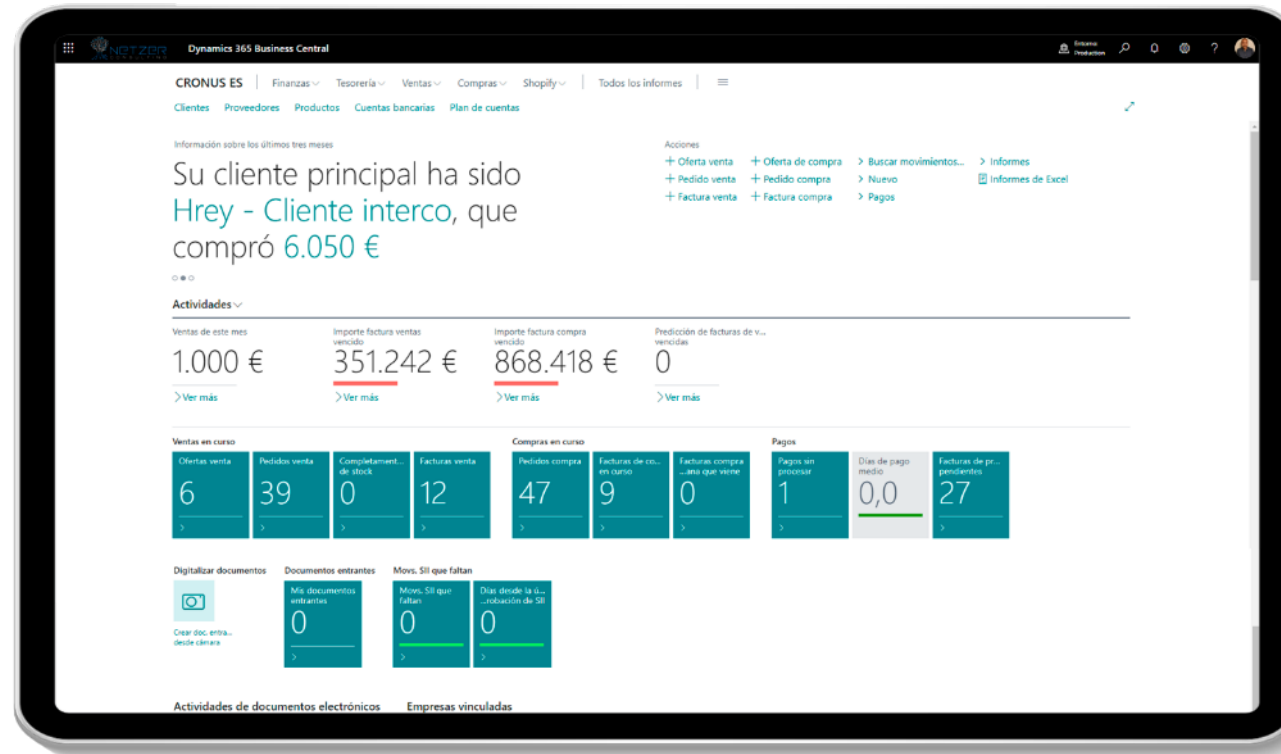 NETZER
CONSULTING
Dynamics 365 Business Central
Entorno
Production
?
CRONUS ES
Finanzas Tesorería Ventas Compras Shopify
Todos los informes
Clientes Proveedores Productos Cuentas bancarias Plan de cuentas
Información sobre los últimos tres meses
Su cliente principal ha sido
Hrey - Cliente interco, que
compró 6.050 €
Acciones
+ Oferta venta + Oferta de compra > Buscar movimientos... > Informes
+ Pedido venta + Pedido compra > Nuevo Informes de Excel
+ Factura venta + Factura compra > Pagos
Actividades
Ventas de este mes
1.000 €
>Ver más
Importe factura ventas
vencido
351.242 €
>Ver más
Importe factura compra
vencido
868.418 €
>Ver más
Predicción de facturas de v...
vencidas
0
>Ver más
Ventas en curso
Ofertas venta
6
>
Pedidos venta
39
>
Completament...
de stock
0
>
Facturas venta
12
>
Compras en curso
Pedidos compra
47
>
Facturas de co...
en curso
9
>
Facturas compra
...ana que viene
0
>
Pagos
Pagos sin
procesar
1
>
Días de pago
medio
0,0
Facturas de pr...
pendientes
27
>
Digitalizar documentos
Crear doc. entra...
desde cámara
Documentos entrantes
Mis documentos
entrantes
0
>
Movs. SII que faltan
Movs. SII que
faltan
0
>
Días desde la ú...
...robación de SII
0
>
Actividades de documentos electrónicos
Empresas vinculadas